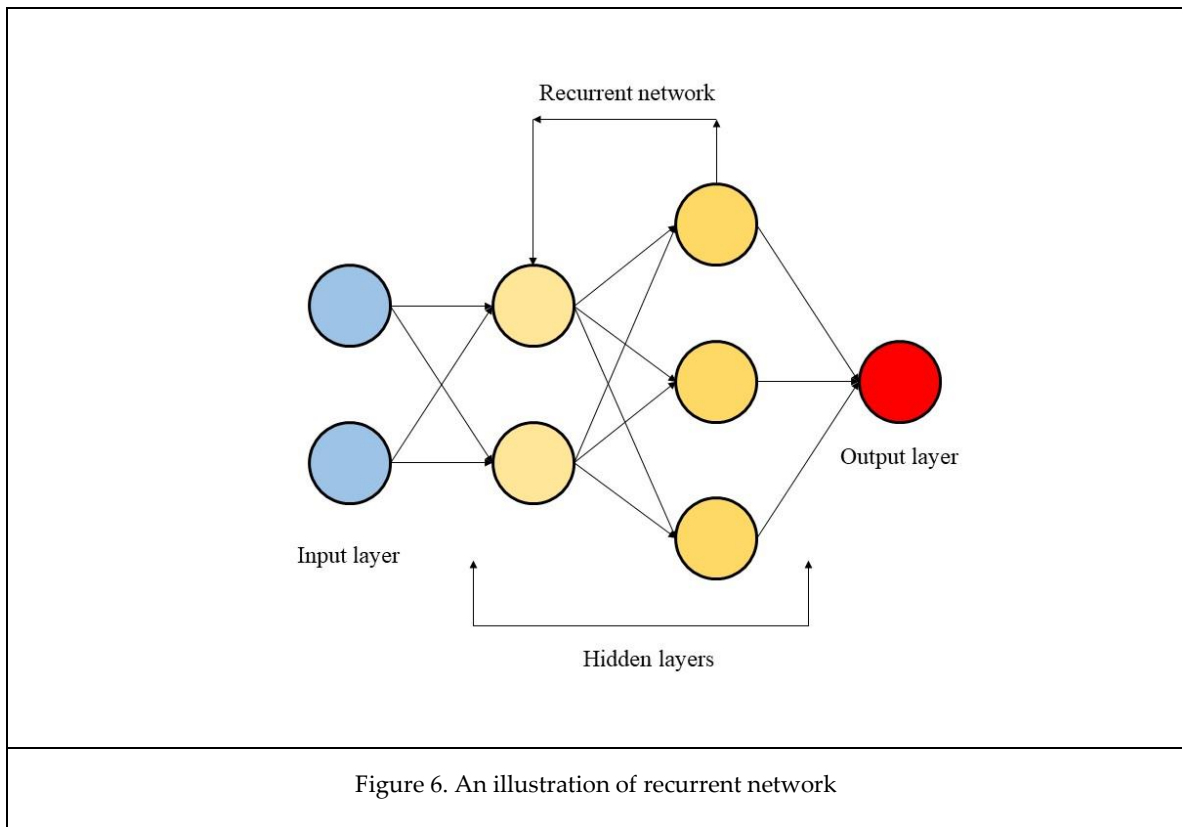 Recurrent network
Output layer
Input layer
Hidden layers
Figure 6. An illustration of recurrent network